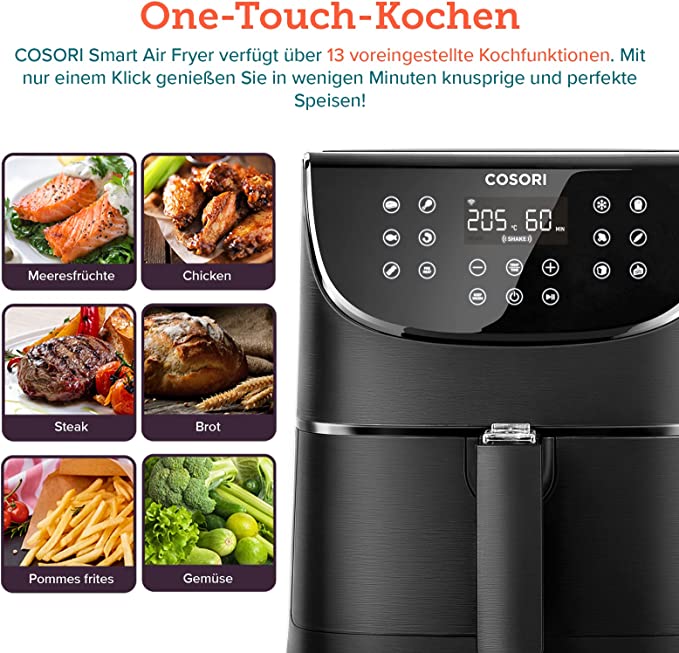 One-Touch-Kochen
COSORI Smart Air Fryer verfügt über 13 voreingestellte Kochfunktionen. Mit
nur einem Klick genießen Sie in wenigen Minuten knusprige und perfekte
Speisen!
Meeresfrüchte
Chicken
Steak
Brot
Pommes frites
Gemüse
COSORI
205 °C 60 MIN
SHAKE